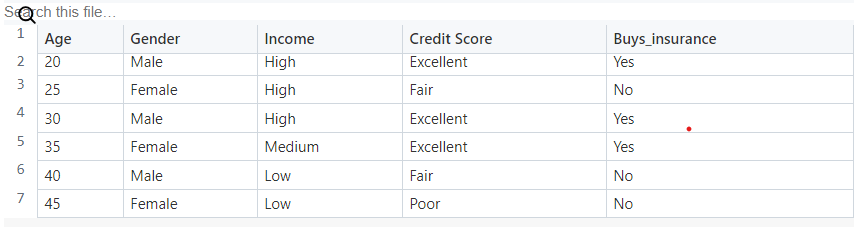 Search this file…
1 Age Gender Income Credit Score Buys_insurance
2 20 Male High Excellent Yes
3 25 Female High Fair No
4 30 Male High Excellent Yes
5 35 Female Medium Excellent Yes
6 40 Male Low Fair No
7 45 Female Low Poor No